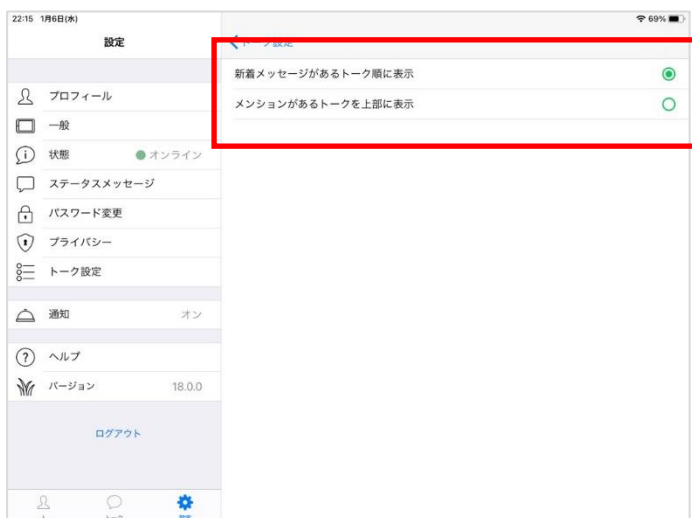 22:15 1月6日(水)
69%
設定
プロフィール
一般
状態 オンライン
ステータスメッセージ
パスワード変更
プライバシー
トーク設定
通知 オン
ヘルプ
バージョン 18.0.0
ログアウト
トーク設定
新着メッセージがあるトーク順に表示
メンションがあるトークを上部に表示